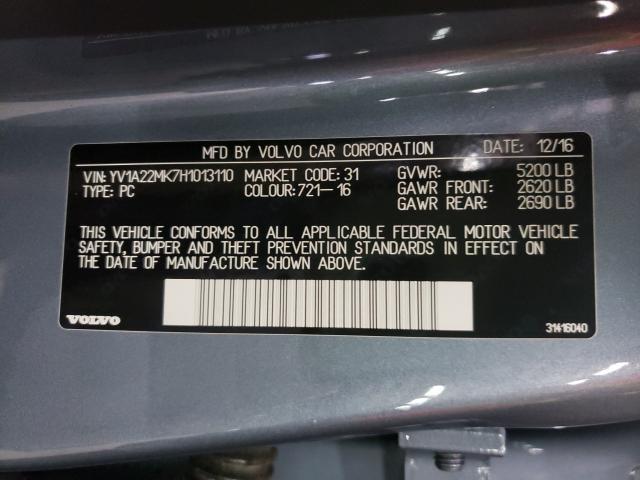 MFD BY VOLVO CAR CORPORATION DATE: 12/16
VIN: YV1A22MK7H1013110 MARKET CODE: 31 GVWR: 5200 LB
TYPE: PC COLOUR: 721-16 GAWR FRONT: 2620 LB
GAWR REAR: 2690 LB
THIS VEHICLE CONFORMS TO ALL APPLICABLE FEDERAL MOTOR VEHICLE
SAFETY, BUMPER AND THEFT PREVENTION STANDARDS IN EFFECT ON
THE DATE OF MANUFACTURE SHOWN ABOVE.
VOLVO 31416040